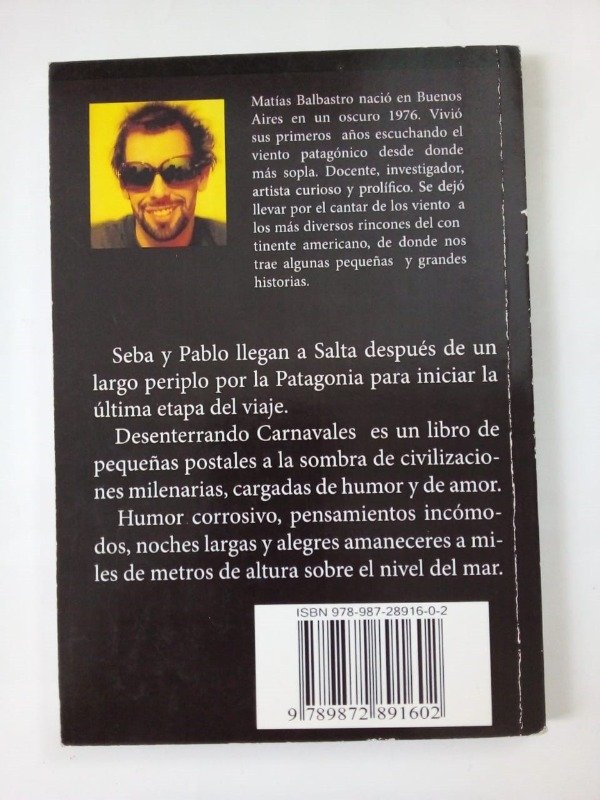 Matías Balbastro nació en Buenos
Aires en un oscuro 1976. Vivió
sus primeros años escuchando el
viento patagónico desde donde
más sopla. Docente, investigador,
artista curioso y prolífico. Se dejó
llevar por el cantar de los viento a
los más diversos rincones del con
tinente americano, de donde nos
trae algunas pequeñas y grandes
historias.
Seba y Pablo llegan a Salta después de un
largo periplo por la Patagonia para iniciar la
última etapa del viaje.
Desenterrando Carnavales es un libro de
pequeñas postales a la sombra de civilizacio-
nes milenarias, cargadas de humor y de amor.
Humor corrosivo, pensamientos incómo-
dos, noches largas y alegres amaneceres a mi-
les de metros de altura sobre el nivel del mar.
ISBN 978-987-28916-0-2
9 789872 891602